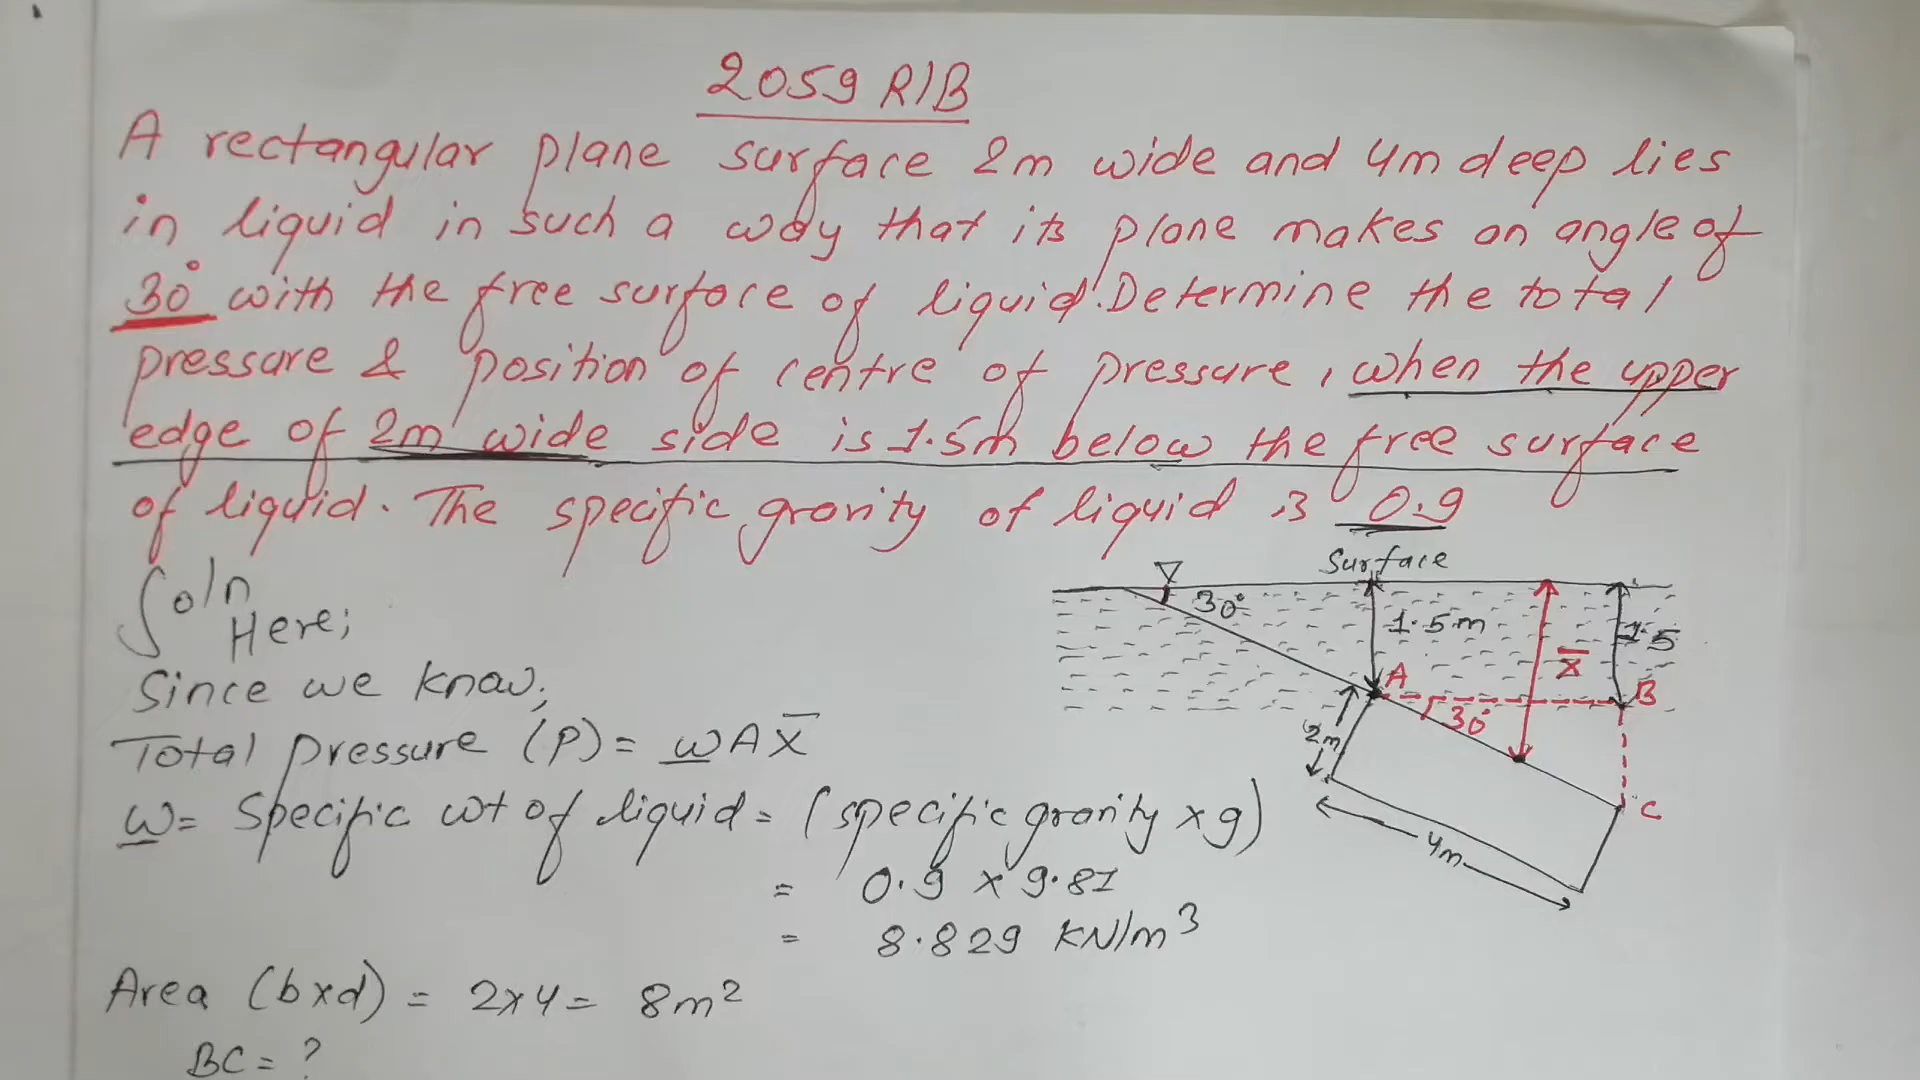 2059 R/B
A rectangular plane surface 2m wide and 4m deep lies
in liquid in such a way that its plane makes an angle of
30° with the free surface of liquid. Determine the total
pressure & position of centre of pressure, when the upper
edge of 2m wide side is 1.5m below the free surface
of liquid. The specific gravity of liquid is 0.9
Soln
Here;
Since we know;
Total pressure (P) = wAx̅
w = Specific wt of liquid = (specific gravity x g)
= 0.9 x 9.81
= 8.829 KN/m³
Area (bxd) = 2x4 = 8m²
BC = ?
Surface
30°
1.5m
1.5
x̅
A
B
30°
2m
C
4m